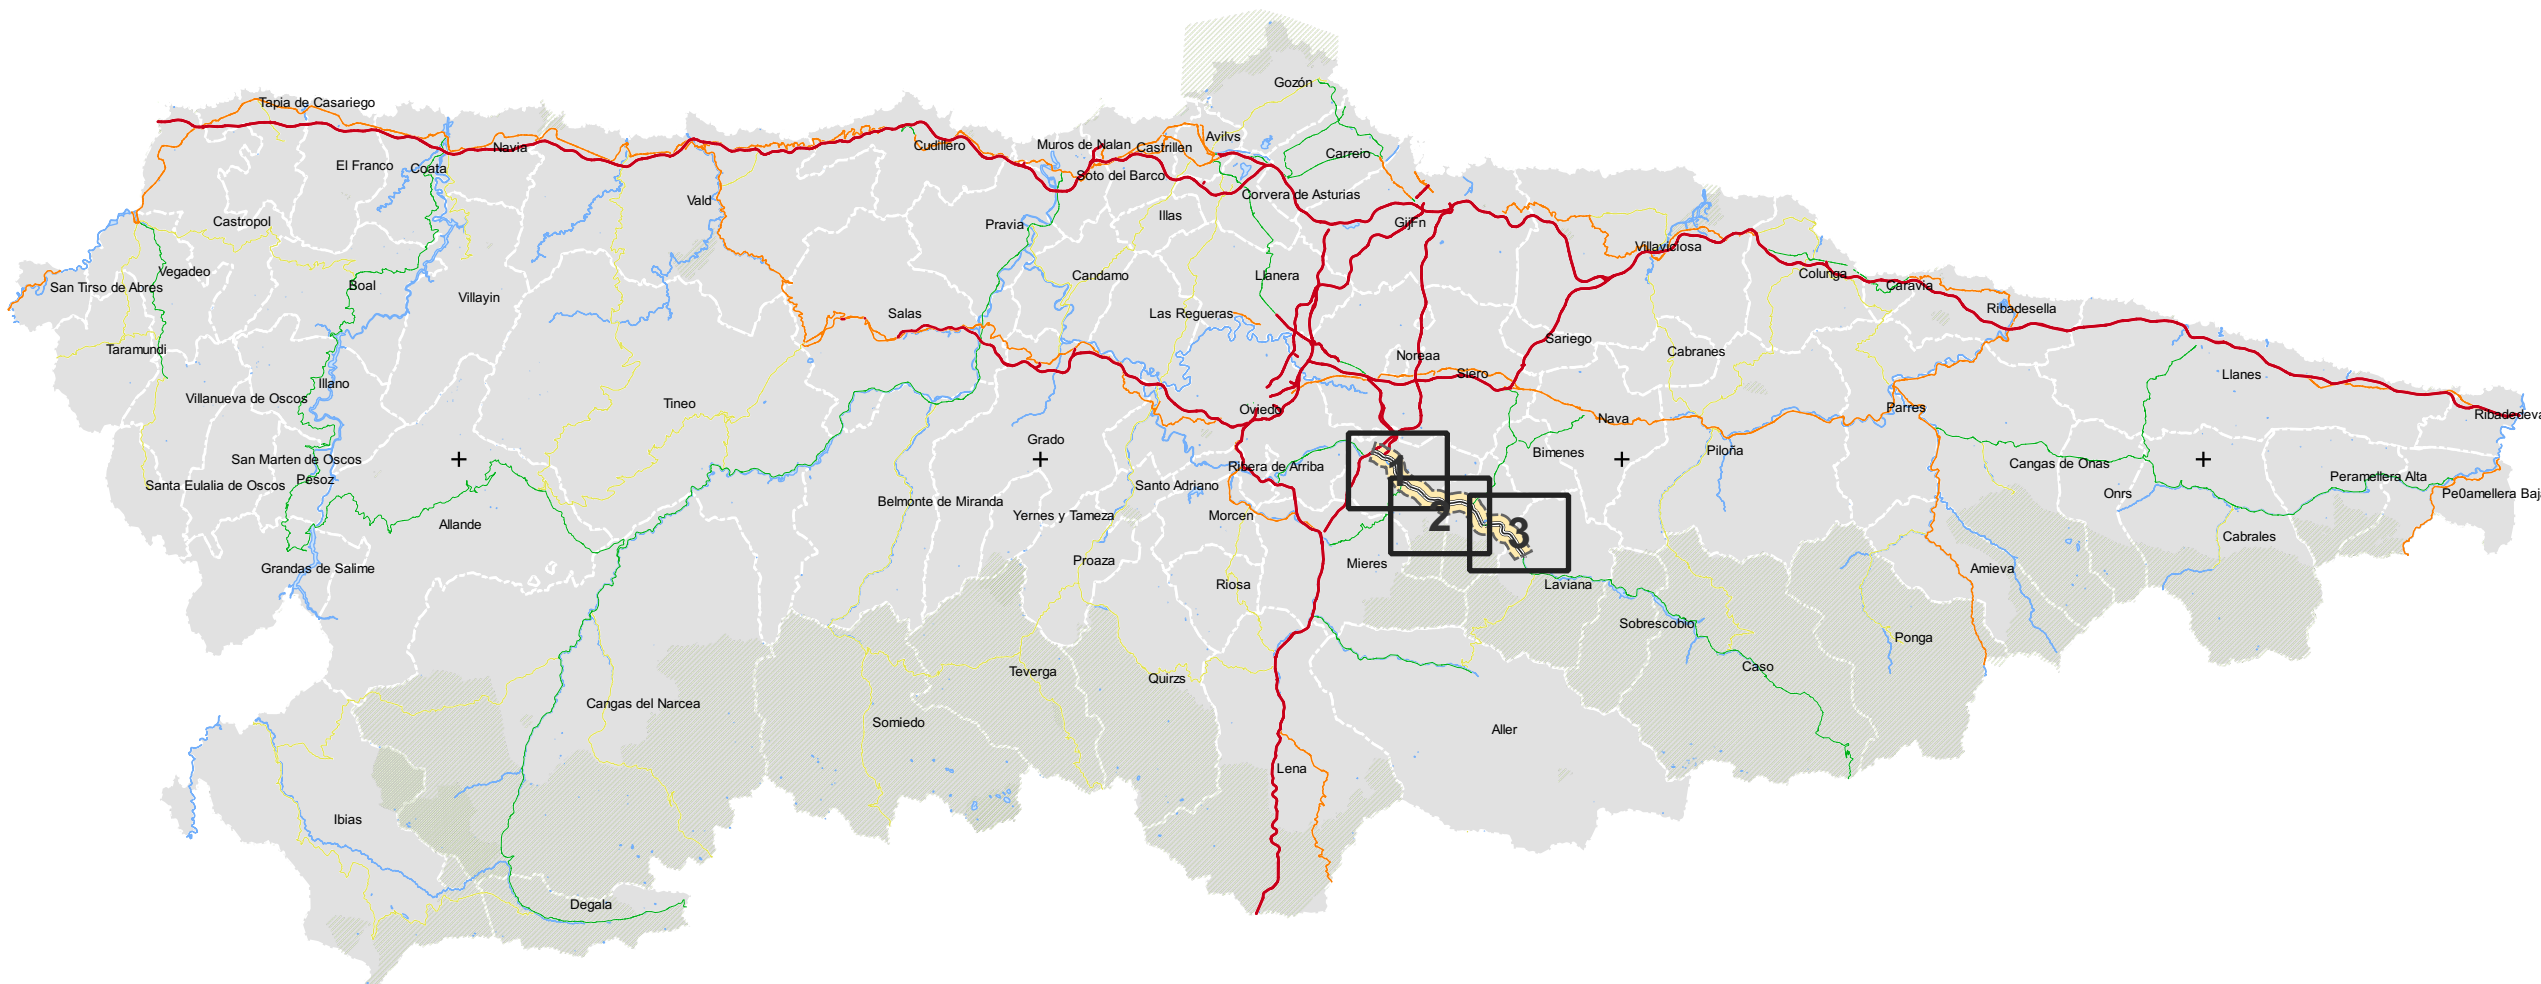 Gozón
Tapia de Casariego
Avilvs
Muros de Nalan
Castrillen
Cudillero
Navia
Carreio
El Franco
Coata
Soto del Barco
Corvera de Asturias
Vald
Illas
Castropol
Pravia
GijFn
Villaviciosa
Vegadeo
Candamo
Llanera
Colunga
San Tirso de Abres
Boal
Caravia
Villayin
Ribadesella
Salas
Las Regueras
Sariego
Taramundi
Noreaa
Cabranes
Siero
Llanes
Illano
Villanueva de Oscos
Tineo
Oviedo
Parres
Ribadedeva
Nava
Grado
Piloña
Bimenes
San Marten de Oscos
Ribera de Arriba
1
Cangas de Onas
Pesoz
Santa Eulalia de Oscos
Santo Adriano
Peramellera Alta
Onrs
Pe0amellera Baj
Belmonte de Miranda
Yernes y Tameza
Morcen
2
Allande
3
Cabrales
Proaza
Mieres
Grandas de Salime
Amieva
Riosa
Laviana
Sobrescobio
Ponga
Caso
Teverga
Quirzs
Cangas del Narcea
Somiedo
Aller
Lena
Ibias
Degala